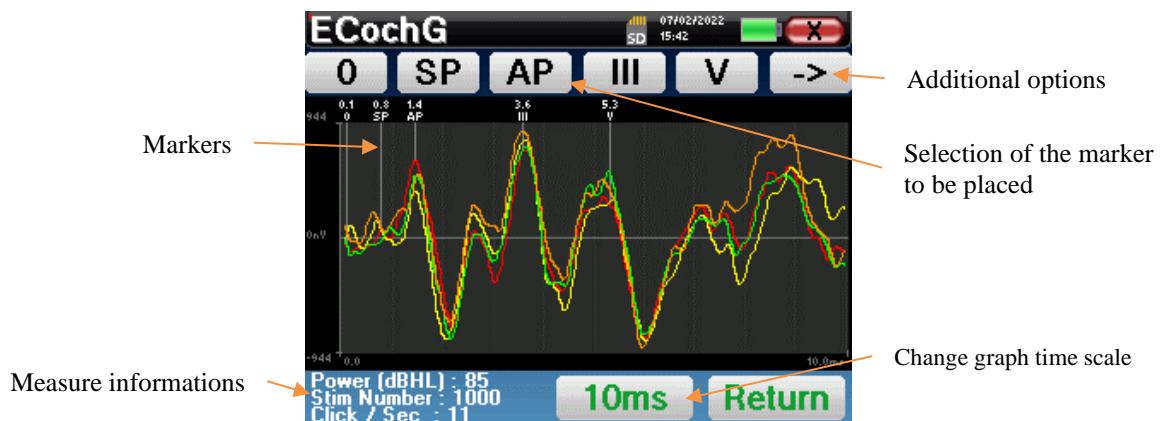 ECochG
SD
07/02/2022
15:42
X
0 SP AP III V ->
Additional options
0.1 0.8 1.4 3.6 5.3
0 SP AP III V
944
Markers
Selection of the marker
to be placed
0nV
-944
0.0
10.0ms
Change graph time scale
Measure informations
Power (dBHL) : 85
Stim Number : 1000
Click / Sec : 11
10ms
Return